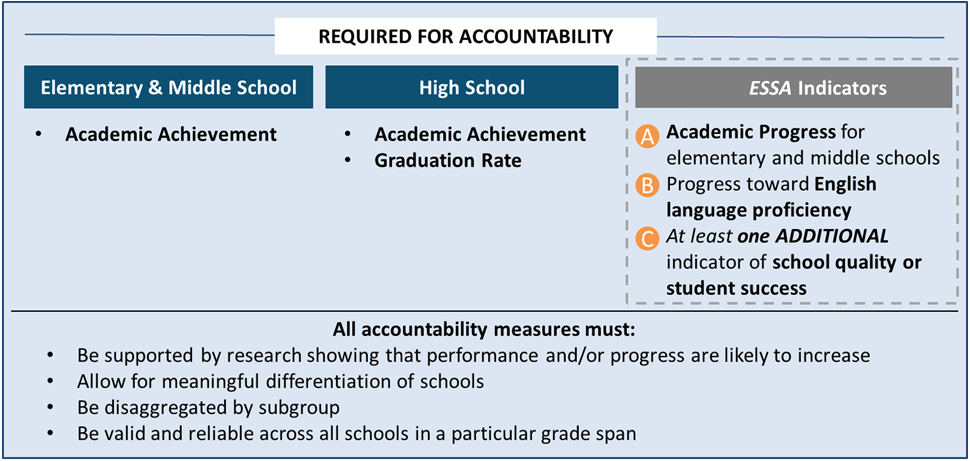 REQUIRED FOR ACCOUNTABILITY
Elementary & Middle School
• Academic Achievement
High School
• Academic Achievement
• Graduation Rate
ESSA Indicators
A Academic Progress for
elementary and middle schools
B Progress toward English
language proficiency
C At least one ADDITIONAL
indicator of school quality or
student success
All accountability measures must:
• Be supported by research showing that performance and/or progress are likely to increase
• Allow for meaningful differentiation of schools
• Be disaggregated by subgroup
• Be valid and reliable across all schools in a particular grade span